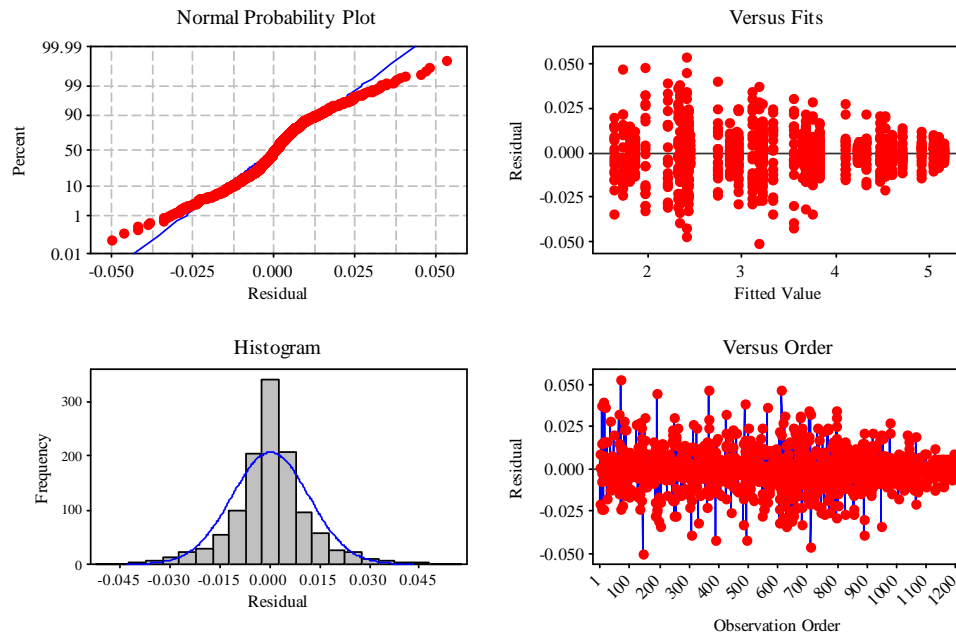 Normal Probability Plot
99.99
99
90
50
10
1
0.01
Percent
-0.050 -0.025 0.000 0.025 0.050
Residual
Versus Fits
0.050
0.025
0.000
-0.025
-0.050
Residual
2 3 4 5
Fitted Value
Histogram
300
200
100
0
Frequency
-0.045 -0.030 -0.015 0.000 0.015 0.030 0.045
Residual
Versus Order
0.050
0.025
0.000
-0.025
-0.050
Residual
1 100 200 300 400 500 600 700 800 900 1000 1100 1200
Observation Order